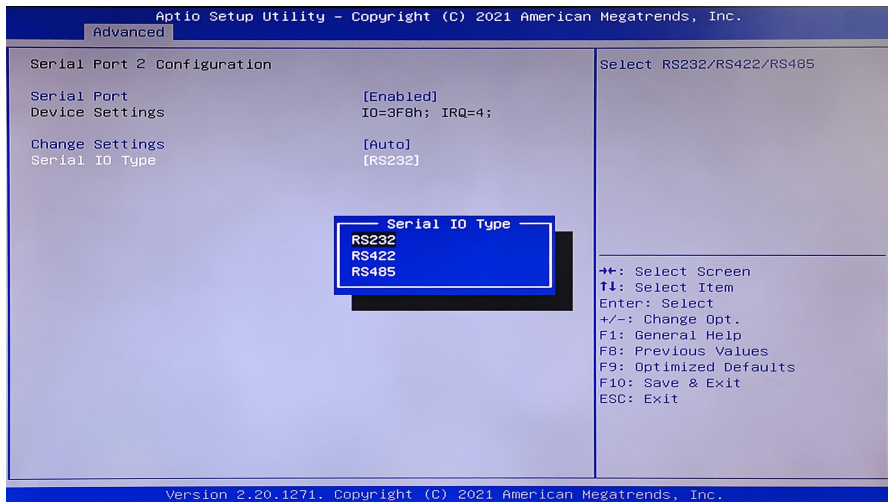 Aptio Setup Utility – Copyright (C) 2021 American Megatrends, Inc.
Advanced
Serial Port 2 Configuration
Serial Port [Enabled]
Device Settings IO=3F8h; IRQ=4;
Change Settings [Auto]
Serial IO Type [RS232]
Select RS232/RS422/RS485
Serial IO Type
RS232
RS422
RS485
→←: Select Screen
↑↓: Select Item
Enter: Select
+/-: Change Opt.
F1: General Help
F8: Previous Values
F9: Optimized Defaults
F10: Save & Exit
ESC: Exit
Version 2.20.1271. Copyright (C) 2021 American Megatrends, Inc.